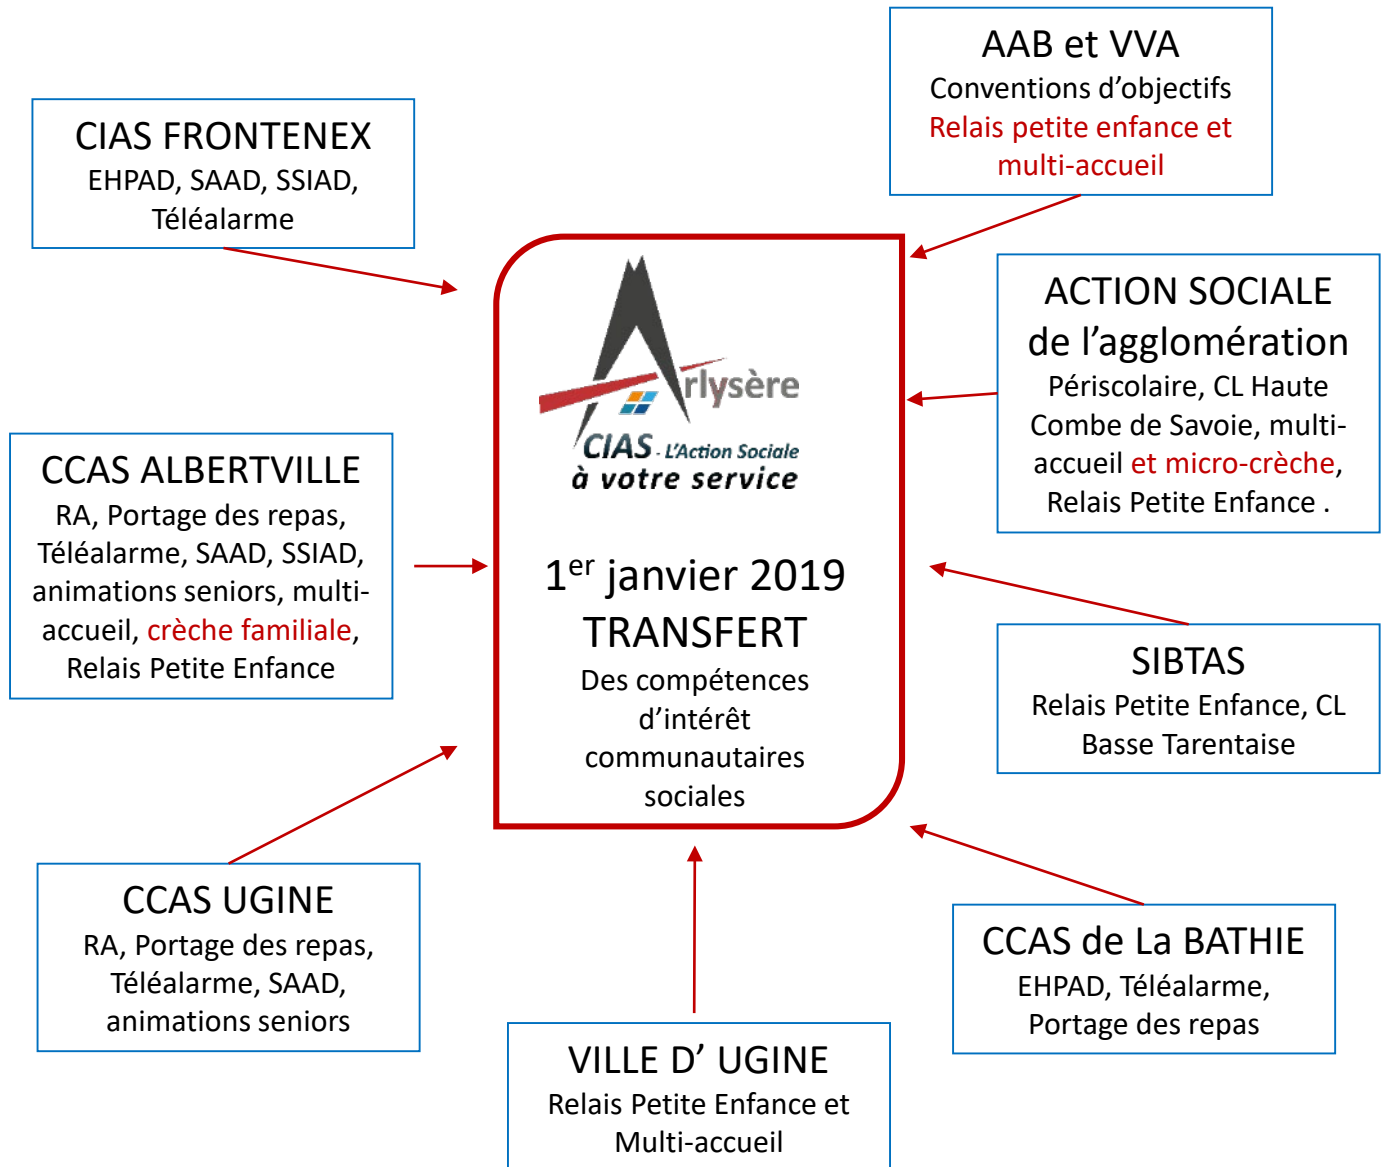 AAB et VVA
Conventions d’objectifs
Relais petite enfance et
multi-accueil
CIAS FRONTENEX
EHPAD, SAAD, SSIAD,
Téléalarme
ACTION SOCIALE
de l’agglomération
Périscolaire, CL Haute
Combe de Savoie, multi-
accueil et micro-crèche,
Relais Petite Enfance .
Arlysère
CIAS - L'Action Sociale
à votre service
1er janvier 2019
TRANSFERT
Des compétences
d’intérêt
communautaires
sociales
CCAS ALBERTVILLE
RA, Portage des repas,
Téléalarme, SAAD, SSIAD,
animations seniors, multi-
accueil, crèche familiale,
Relais Petite Enfance
SIBTAS
Relais Petite Enfance, CL
Basse Tarentaise
CCAS UGINE
RA, Portage des repas,
Téléalarme, SAAD,
animations seniors
CCAS de La BATHIE
EHPAD, Téléalarme,
Portage des repas
VILLE D’ UGINE
Relais Petite Enfance et
Multi-accueil